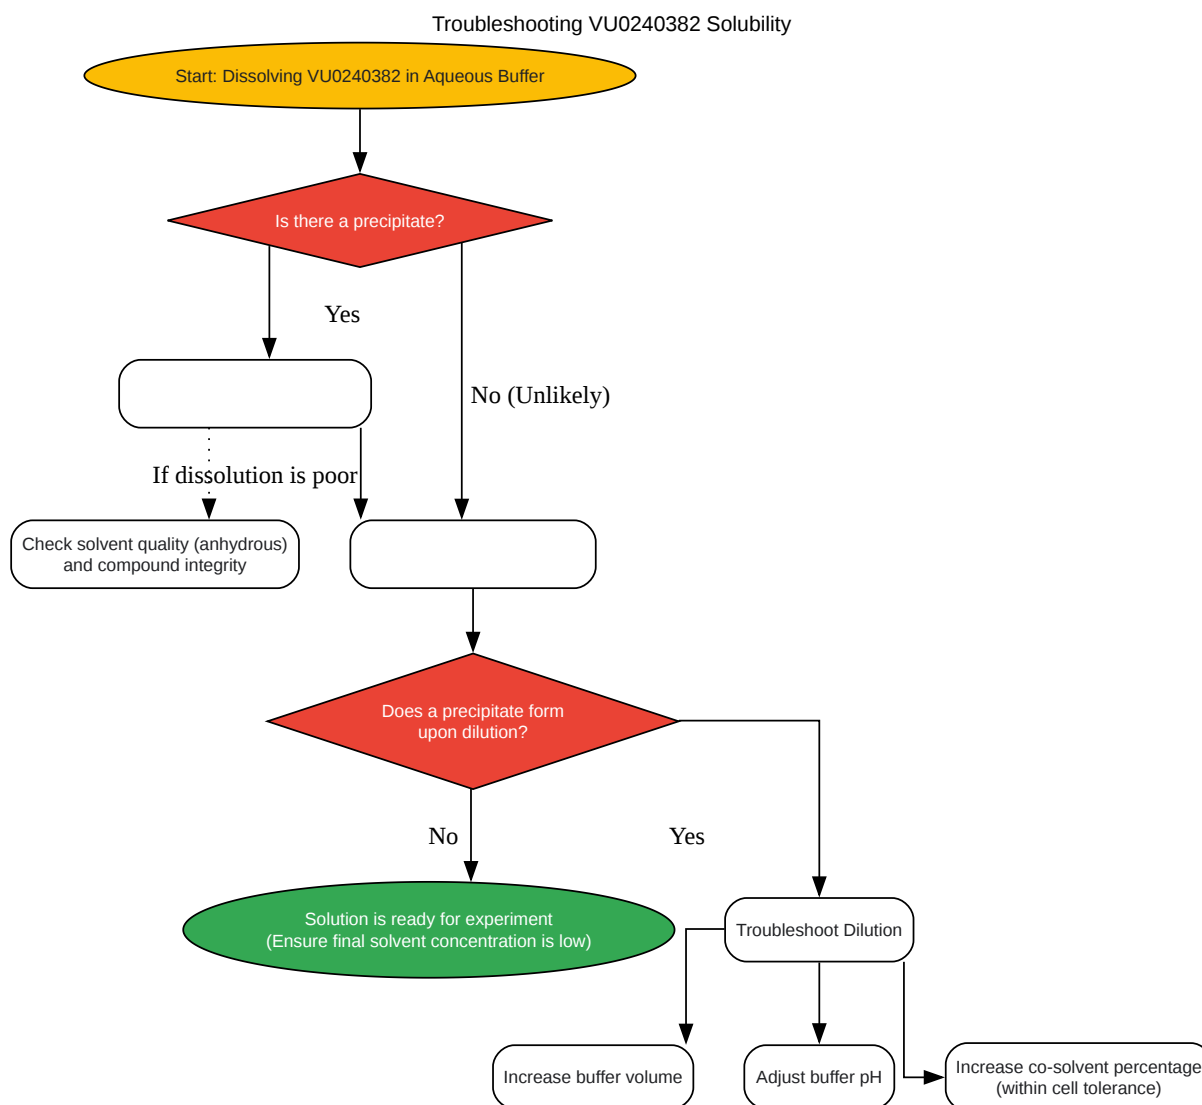 Troubleshooting VU0240382 Solubility
Start: Dissolving VU0240382 in Aqueous Buffer
Is there a precipitate?
Yes
No (Unlikely)
If dissolution is poor
Check solvent quality (anhydrous)
and compound integrity
Does a precipitate form
upon dilution?
No
Yes
Solution is ready for experiment
(Ensure final solvent concentration is low)
Troubleshoot Dilution
Increase buffer volume
Adjust buffer pH
Increase co-solvent percentage
(within cell tolerance)